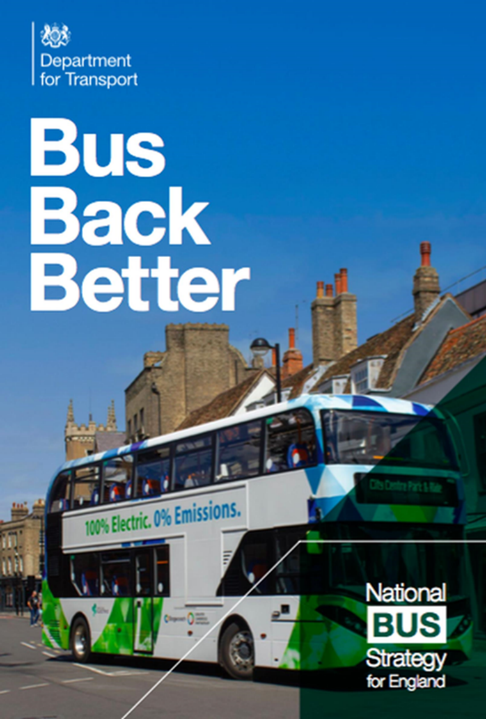 Department
for Transport
Bus
Back
Better
City Centre Park & Ride
100% Electric. 0% Emissions.
Stagecoach
National
BUS
Strategy
for England